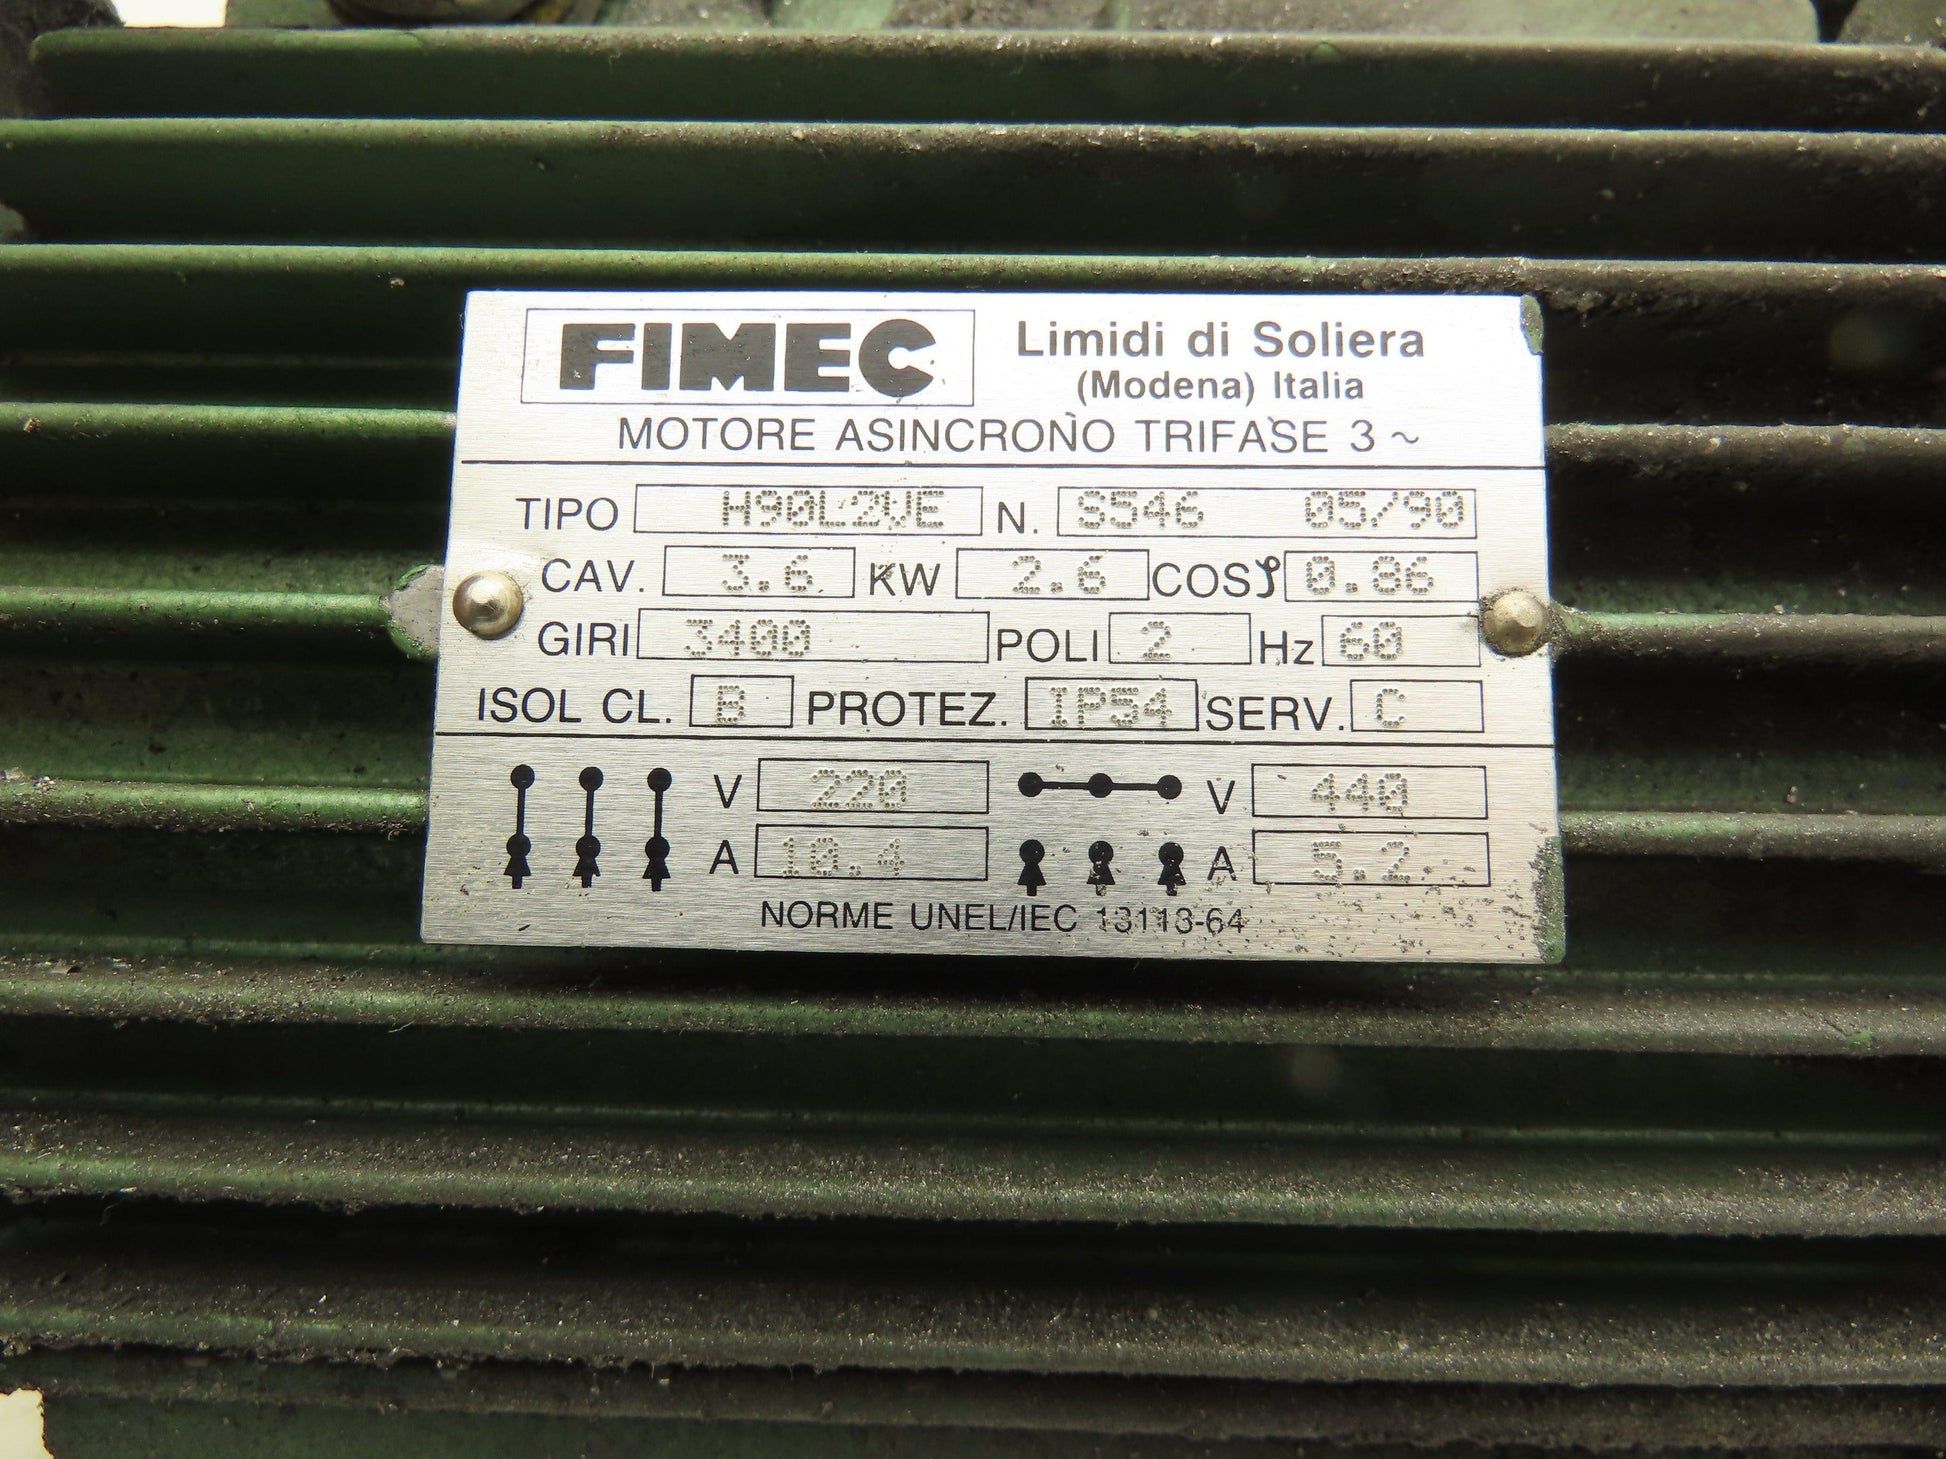 FIMEC Limidi di Soliera
(Modena) Italia
MOTORE ASINCRONO TRIFASE 3 ~
TIPO H90L2VE N. S546 05/90
CAV. 3.6 KW 2.6 COSφ 0.86
GIRI 3400 POLI 2 Hz 60
ISOL CL. B PROTEZ. IP54 SERV. C
V 220 V 440
A 10.4 A 5.2
NORME UNEL/IEC 13113-64